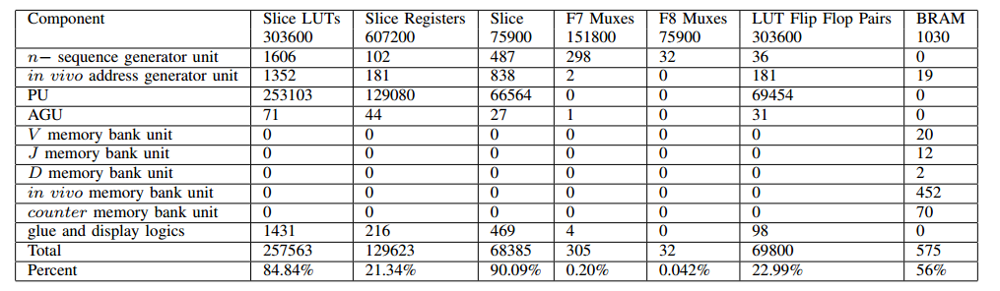 Component Slice LUTs Slice Registers Slice F7 Muxes F8 Muxes LUT Flip Flop Pairs BRAM
303600 607200 75900 151800 75900 303600 1030
n− sequence generator unit 1606 102 487 298 32 36 0
in vivo address generator unit 1352 181 838 2 0 181 19
PU 253103 129080 66564 0 0 69454 0
AGU 71 44 27 1 0 31 0
V memory bank unit 0 0 0 0 0 0 20
J memory bank unit 0 0 0 0 0 0 12
D memory bank unit 0 0 0 0 0 0 2
in vivo memory bank unit 0 0 0 0 0 0 452
counter memory bank unit 0 0 0 0 0 0 70
glue and display logics 1431 216 469 4 0 98 0
Total 257563 129623 68385 305 32 69800 575
Percent 84.84% 21.34% 90.09% 0.20% 0.042% 22.99% 56%